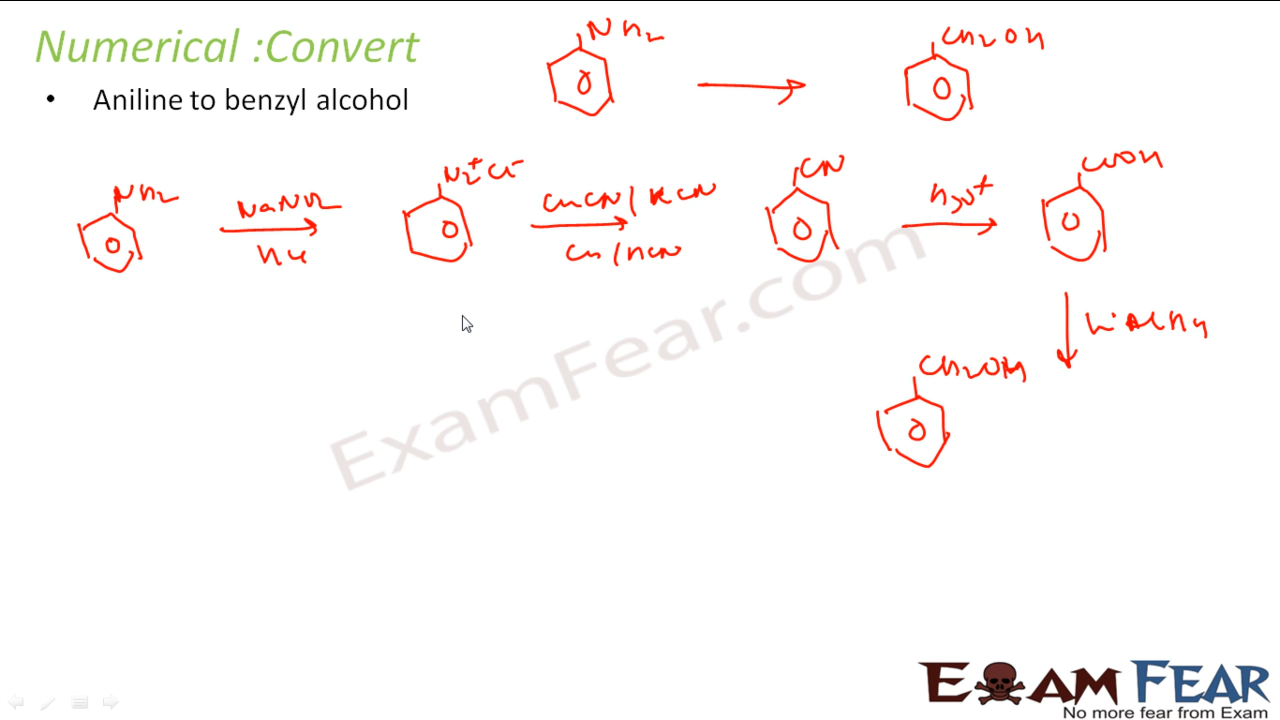 Numerical :Convert
• Aniline to benzyl alcohol
NH2
CH2OH
NH2
NaNO2
HCl
N2+Cl-
CuCN/KCN
Cu/HCN
CN
H3O+
COOH
LiAlH4
CH2OH
ExamFear.com
EXAM FEAR
No more fear from Exam